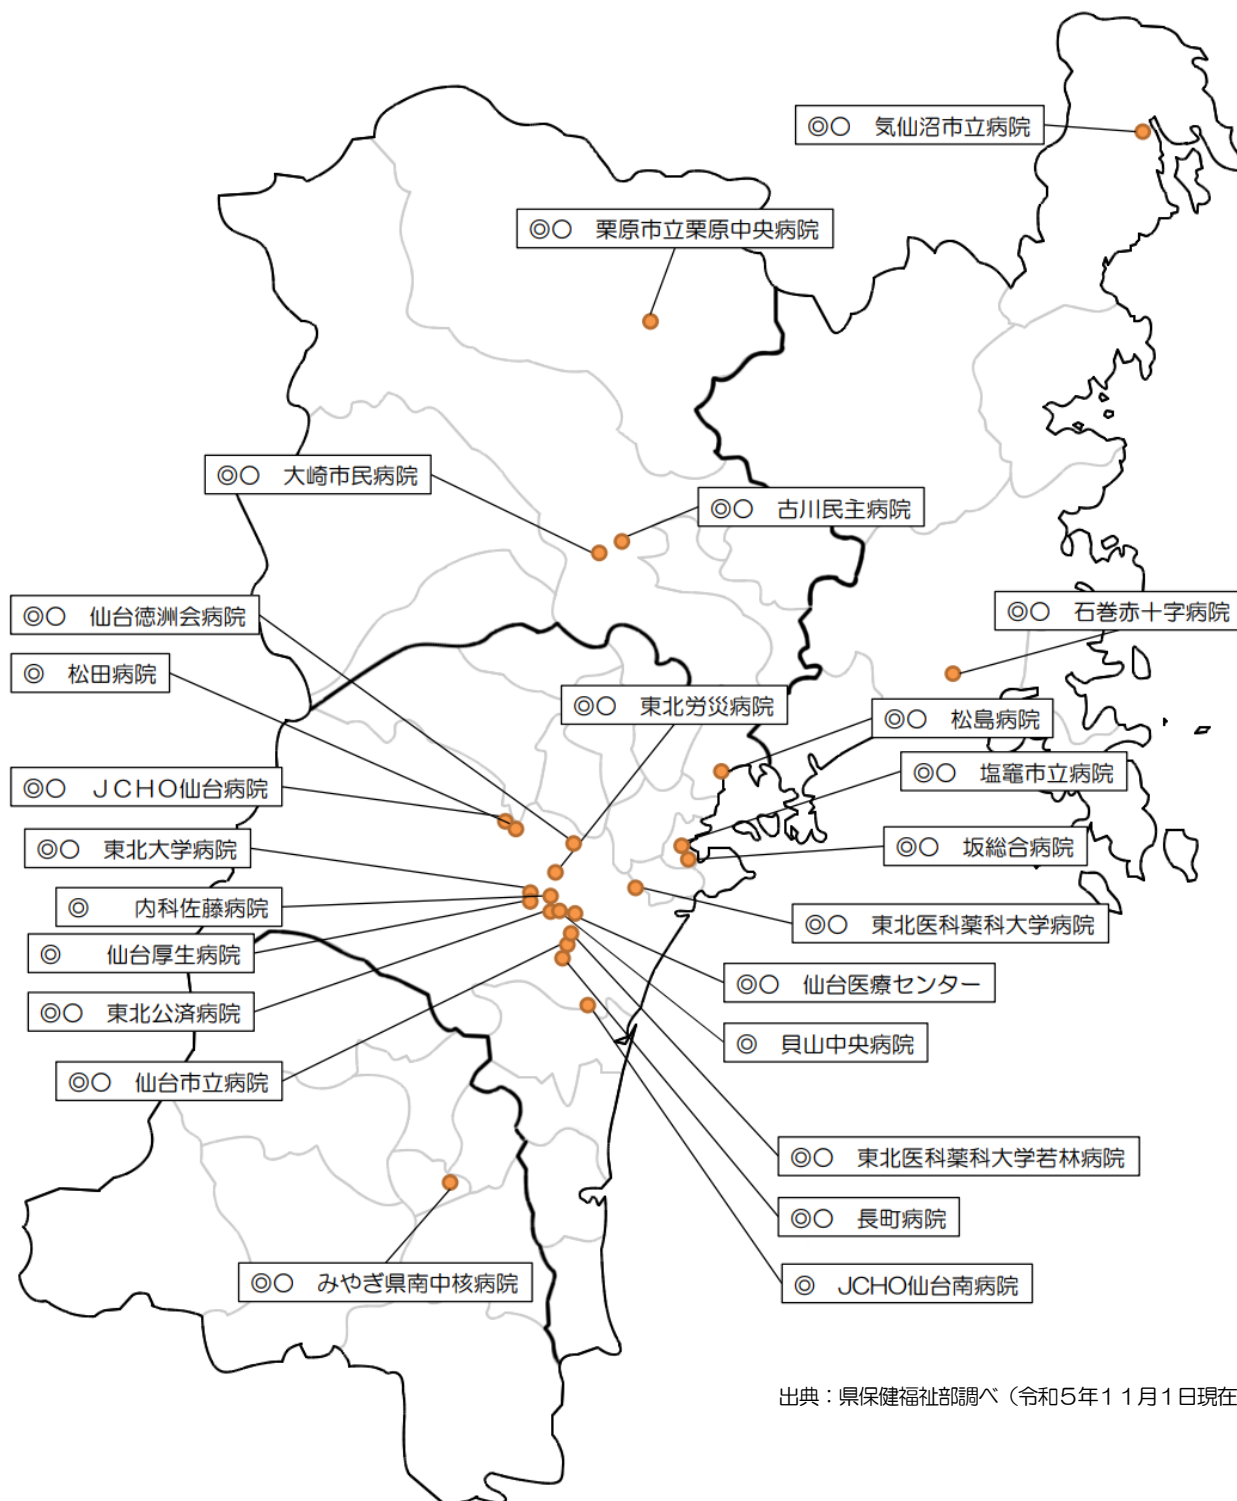 ◎○　気仙沼市立病院
◎○　栗原市立栗原中央病院
◎○　大崎市民病院
◎○　古川民主病院
◎○　仙台徳洲会病院
◎○　石巻赤十字病院
◎　松田病院
◎○　東北労災病院
◎○　松島病院
◎○　塩竈市立病院
◎○　ＪＣＨＯ仙台病院
◎○　東北大学病院
◎○　坂総合病院
◎　内科佐藤病院
◎○　東北医科薬科大学病院
◎　仙台厚生病院
◎○　仙台医療センター
◎○　東北公済病院
◎　貝山中央病院
◎○　仙台市立病院
◎○　東北医科薬科大学若林病院
◎○　長町病院
◎○　みやぎ県南中核病院
◎　JCHO仙台南病院
出典：県保健福祉部調べ（令和５年１１月１日現在